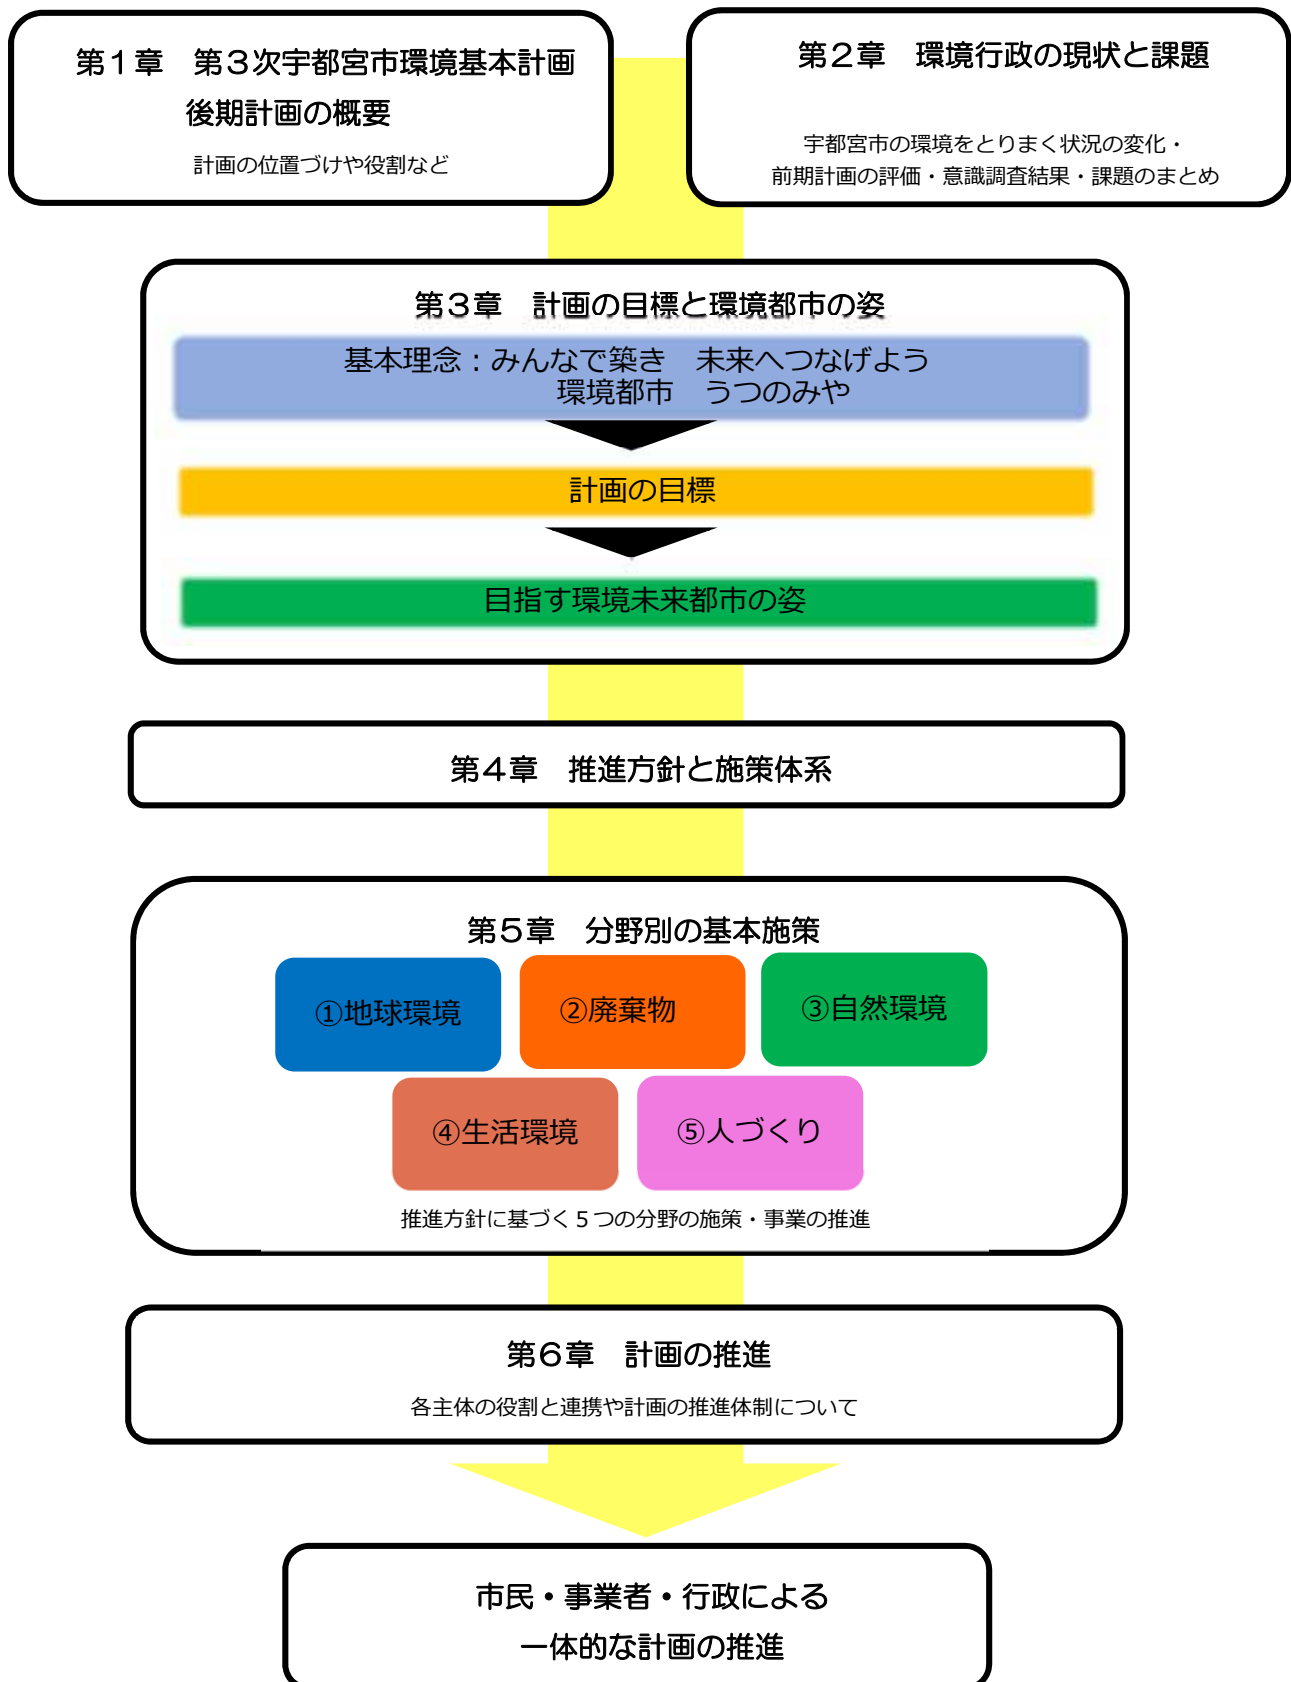 第１章　第３次宇都宮市環境基本計画
後期計画の概要
計画の位置づけや役割など
第２章　環境行政の現状と課題
宇都宮市の環境をとりまく状況の変化・
前期計画の評価・意識調査結果・課題のまとめ
第３章　計画の目標と環境都市の姿
基本理念：みんなで築き　未来へつなげよう
環境都市　うつのみや
計画の目標
目指す環境未来都市の姿
第４章　推進方針と施策体系
第５章　分野別の基本施策
①地球環境
②廃棄物
③自然環境
④生活環境
⑤人づくり
推進方針に基づく５つの分野の施策・事業の推進
第６章　計画の推進
各主体の役割と連携や計画の推進体制について
市民・事業者・行政による
一体的な計画の推進